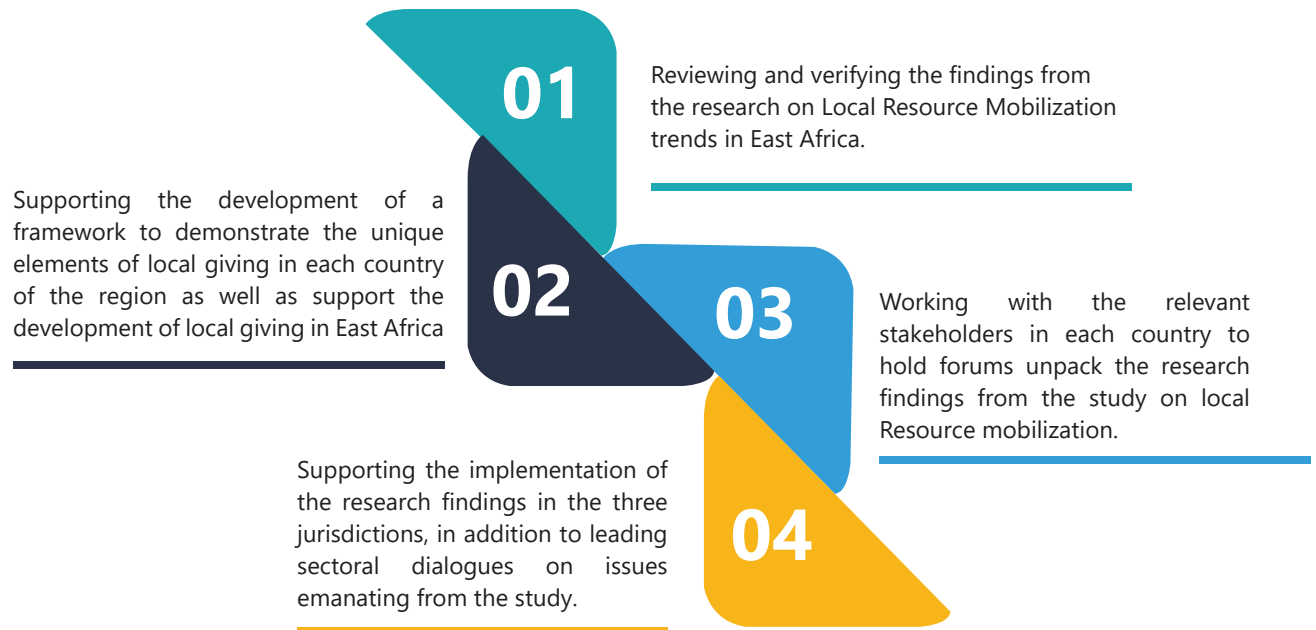 01
Reviewing and verifying the findings from
the research on Local Resource Mobilization
trends in East Africa.
02
Supporting the development of a
framework to demonstrate the unique
elements of local giving in each country
of the region as well as support the
development of local giving in East Africa
03
Working with the relevant
stakeholders in each country to
hold forums unpack the research
findings from the study on local
Resource mobilization.
04
Supporting the implementation of
the research findings in the three
jurisdictions, in addition to leading
sectoral dialogues on issues
emanating from the study.